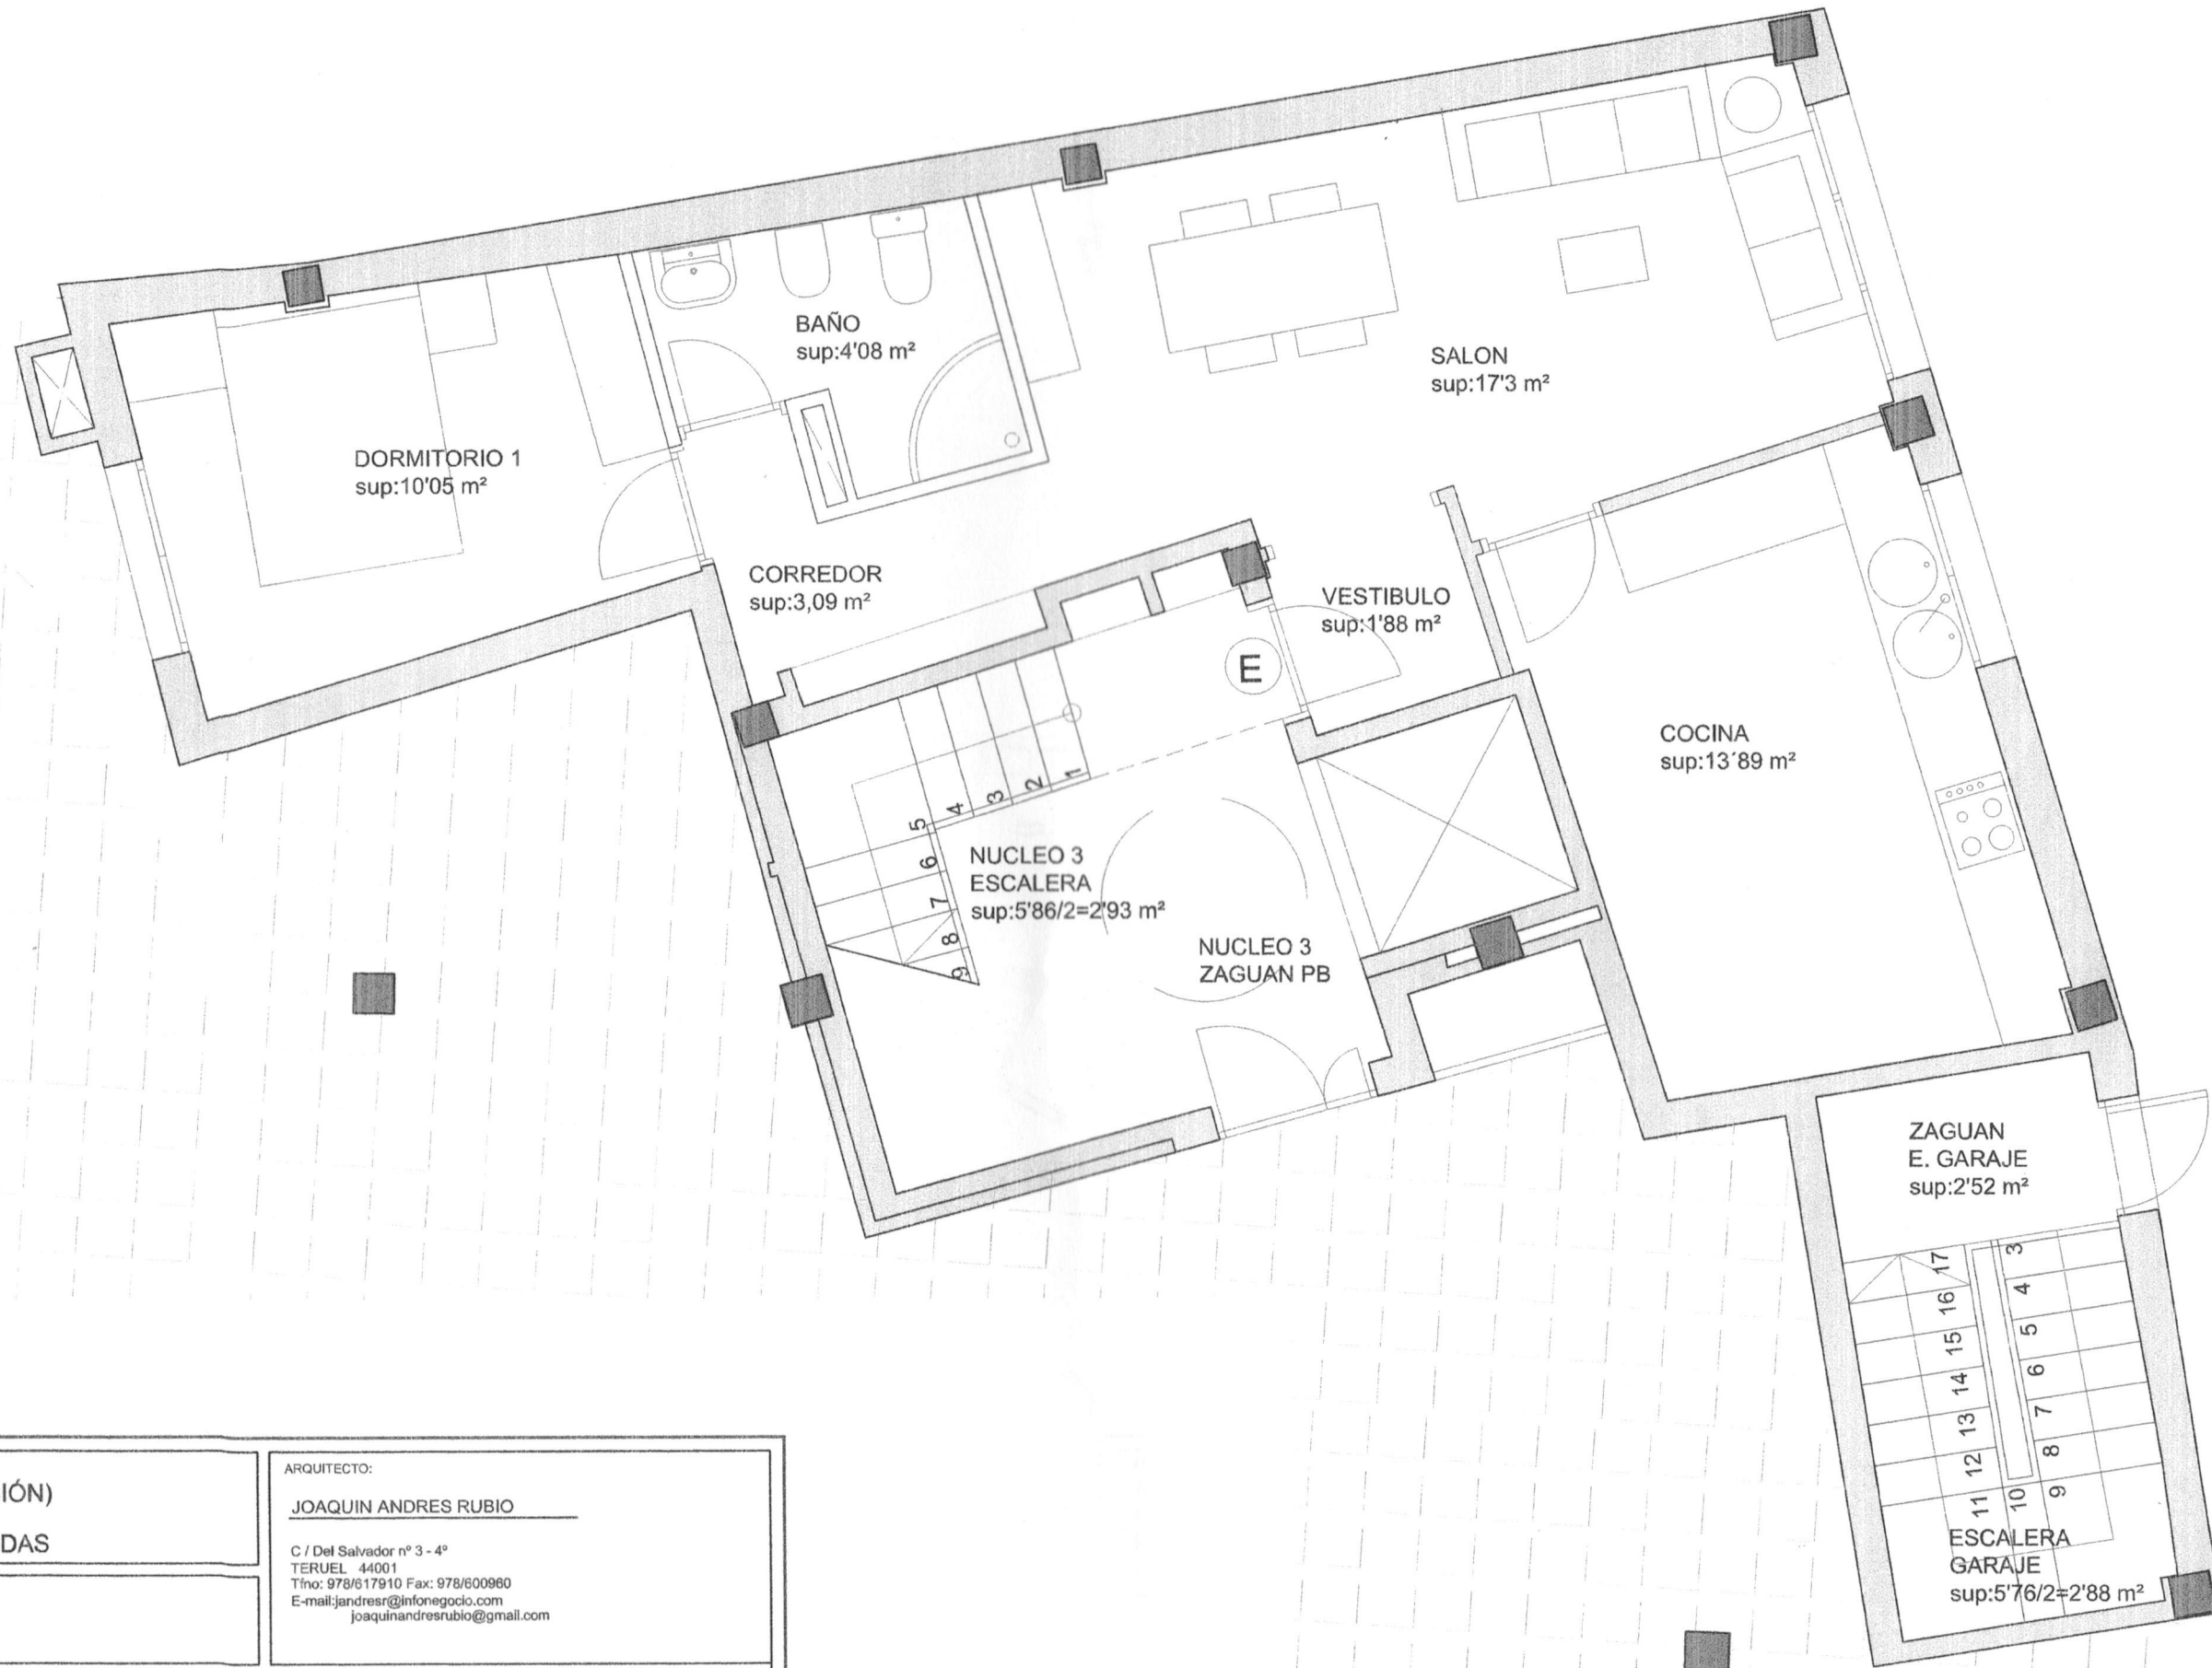 BAÑO
sup:4'08 m²
SALON
sup:17'3 m²
DORMITORIO 1
sup:10'05 m²
CORREDOR
sup:3,09 m²
VESTIBULO
sup:1'88 m²
E
COCINA
sup:13´89 m²
1
2
3
4
5
6
7
8
9
NUCLEO 3
ESCALERA
sup:5'86/2=2'93 m²
NUCLEO 3
ZAGUAN PB
ZAGUAN
E. GARAJE
sup:2'52 m²
17
16
15
14
13
12
11
10
3
4
5
6
7
8
9
ESCALERA
GARAJE
sup:5'76/2=2'88 m²
IÓN)
DAS
ARQUITECTO:
JOAQUIN ANDRES RUBIO
C / Del Salvador nº 3 - 4º
TERUEL 44001
Tfno: 978/617910 Fax: 978/600960
E-mail:jandresr@infonegocio.com
joaquinandresrubio@gmail.com